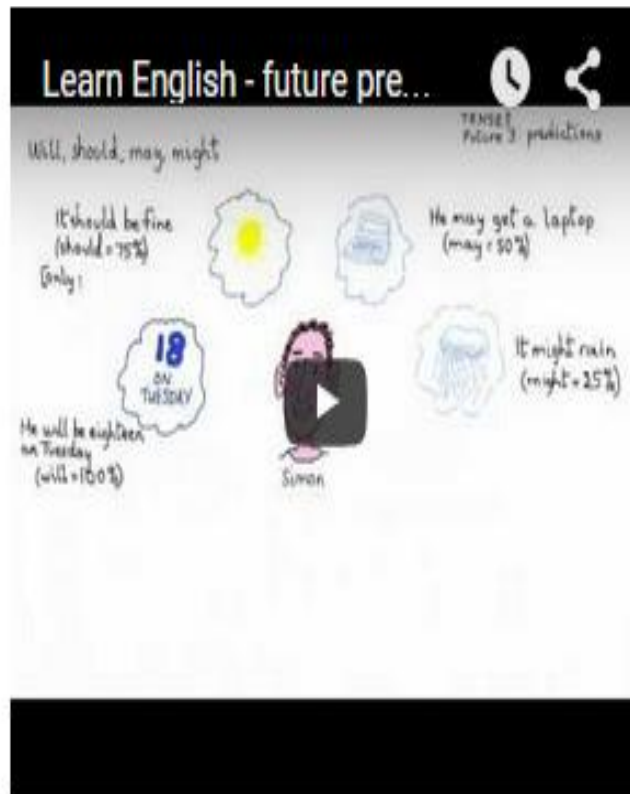 Learn English - future pre...
TENSES
Future 3 predictions
Will, should, may, might
It should be fine
(should = 75%)
(only :
He may get a laptop
(may = 50%)
18
ON
TUESDAY
He will be eighteen
on Tuesday
(will = 100%)
It might rain
(might = 25%)
Simon